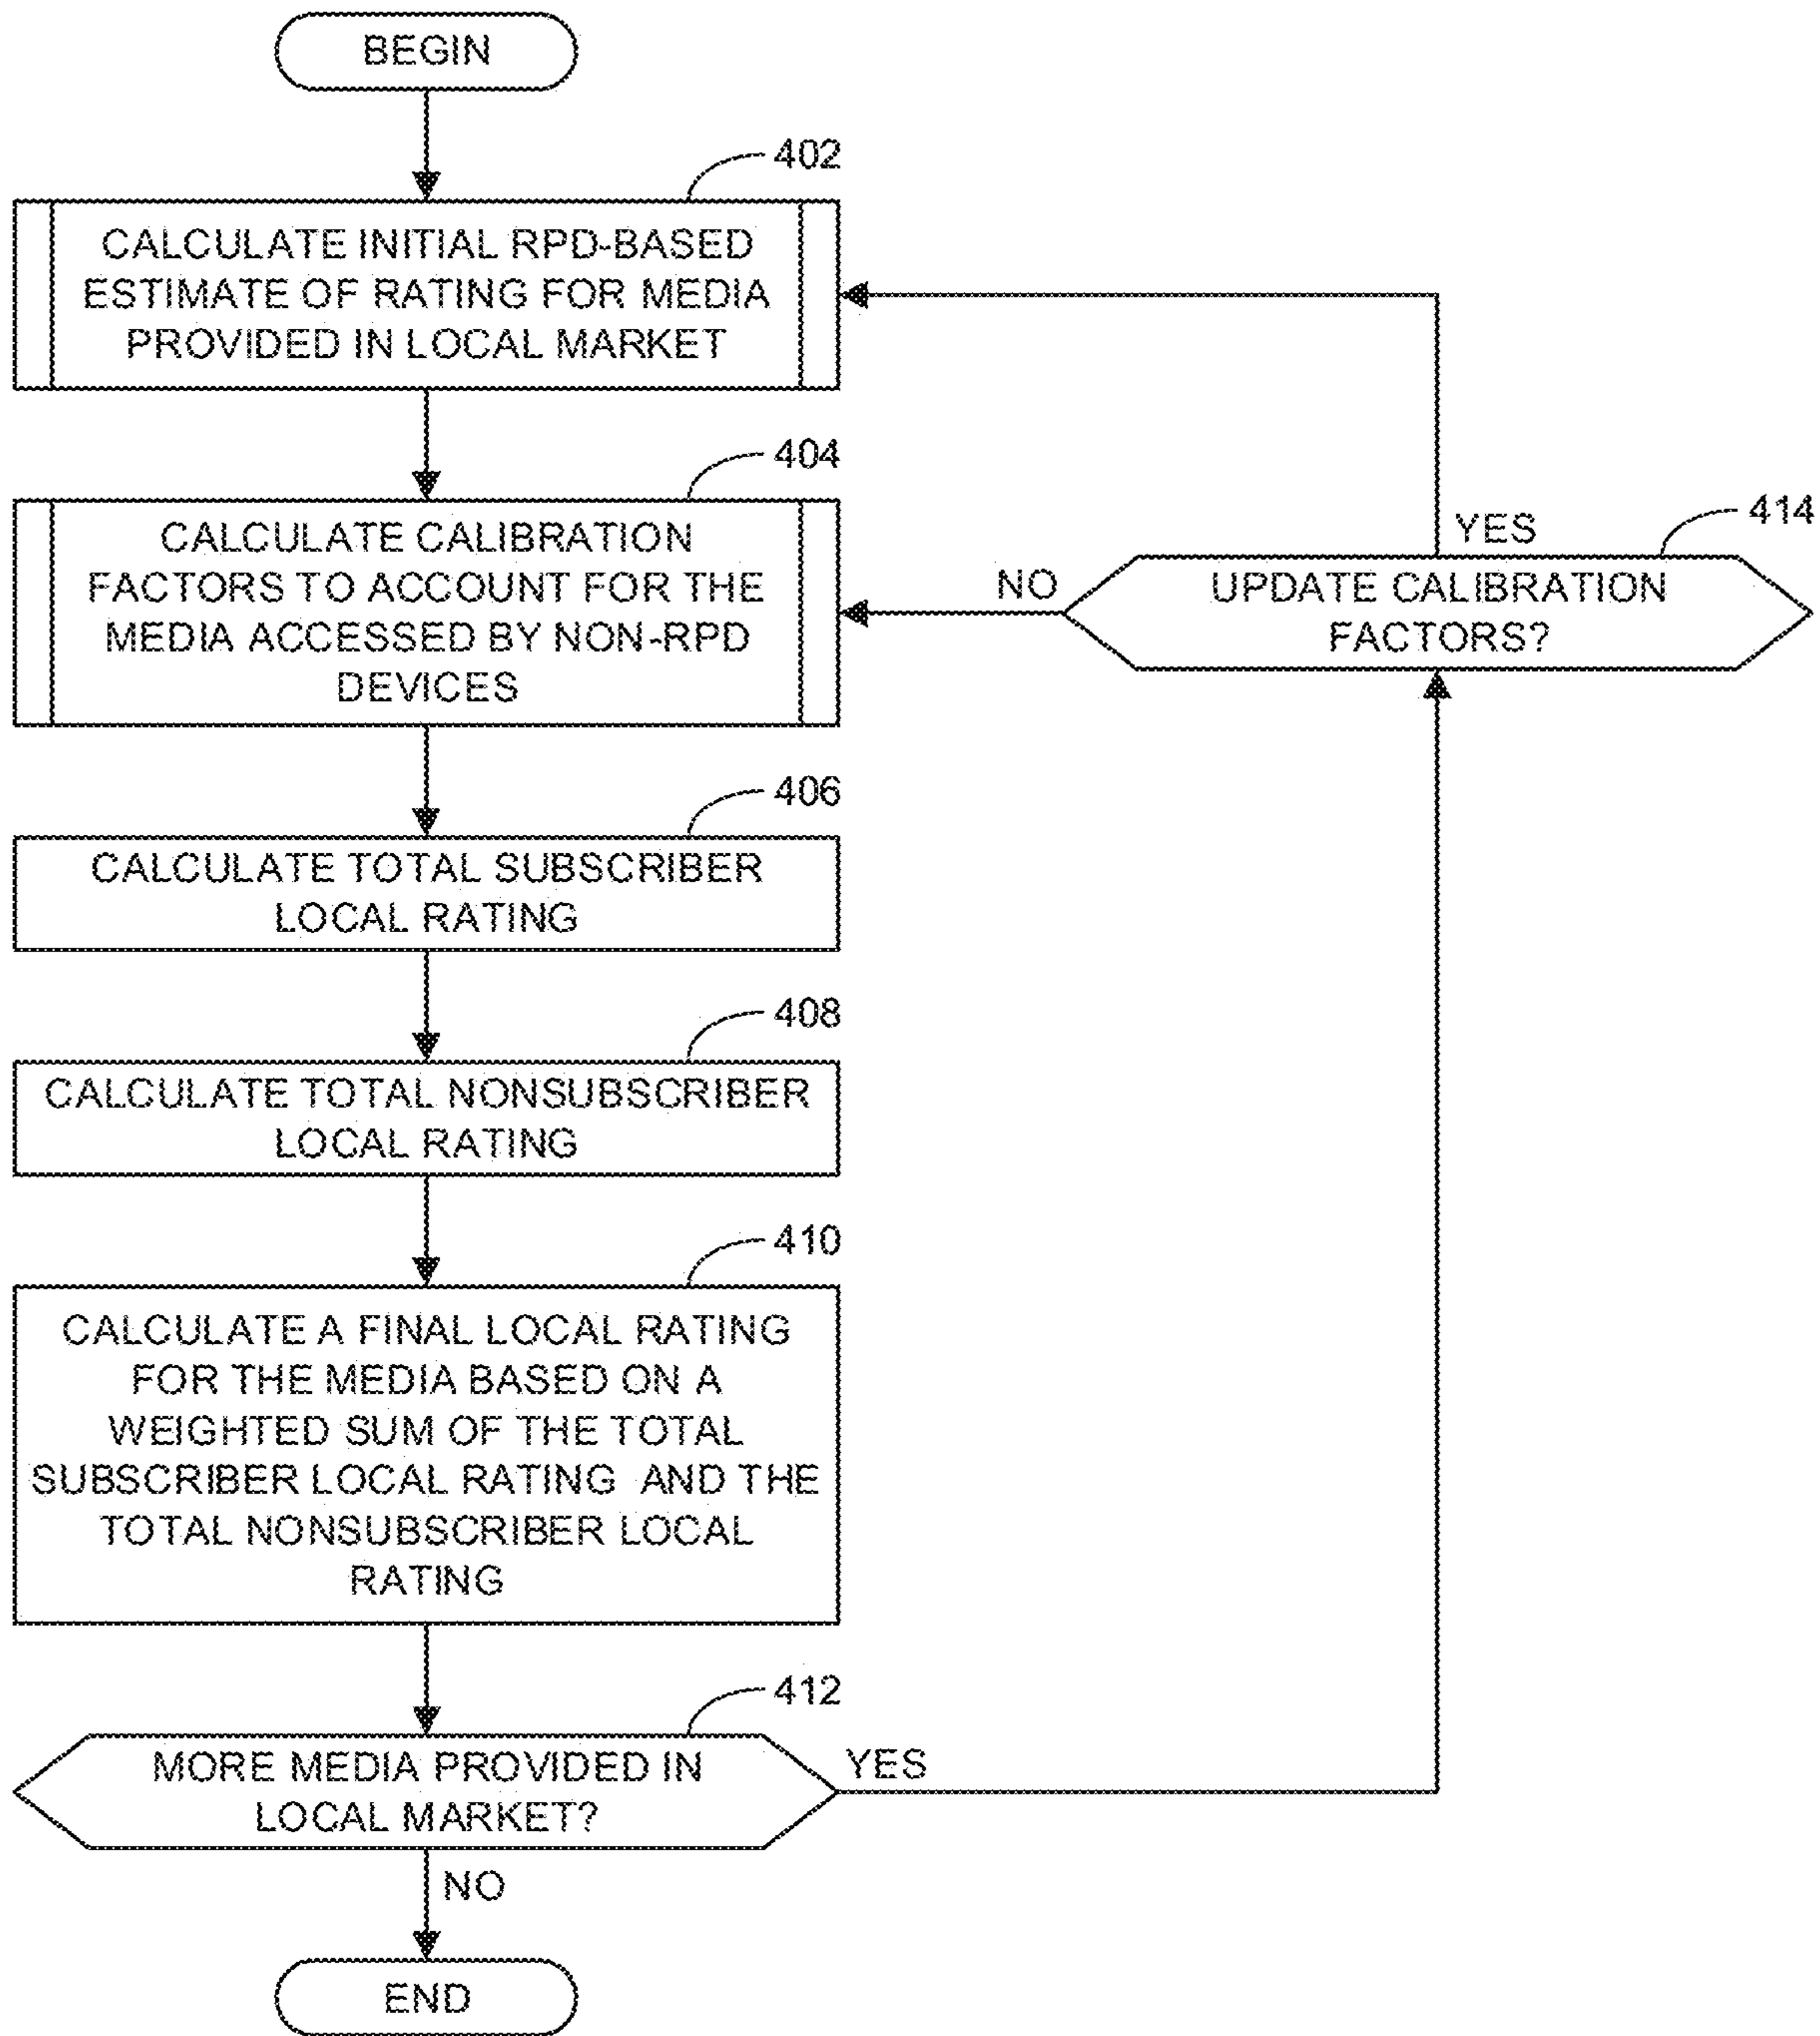 BEGIN
402
CALCULATE INITIAL RPD-BASED
ESTIMATE OF RATING FOR MEDIA
PROVIDED IN LOCAL MARKET
404
CALCULATE CALIBRATION
FACTORS TO ACCOUNT FOR THE
MEDIA ACCESSED BY NON-RPD
DEVICES
YES
414
NO
UPDATE CALIBRATION
FACTORS?
406
CALCULATE TOTAL SUBSCRIBER
LOCAL RATING
408
CALCULATE TOTAL NONSUBSCRIBER
LOCAL RATING
410
CALCULATE A FINAL LOCAL RATING
FOR THE MEDIA BASED ON A
WEIGHTED SUM OF THE TOTAL
SUBSCRIBER LOCAL RATING AND THE
TOTAL NONSUBSCRIBER LOCAL
RATING
412
MORE MEDIA PROVIDED IN
LOCAL MARKET?
YES
NO
END